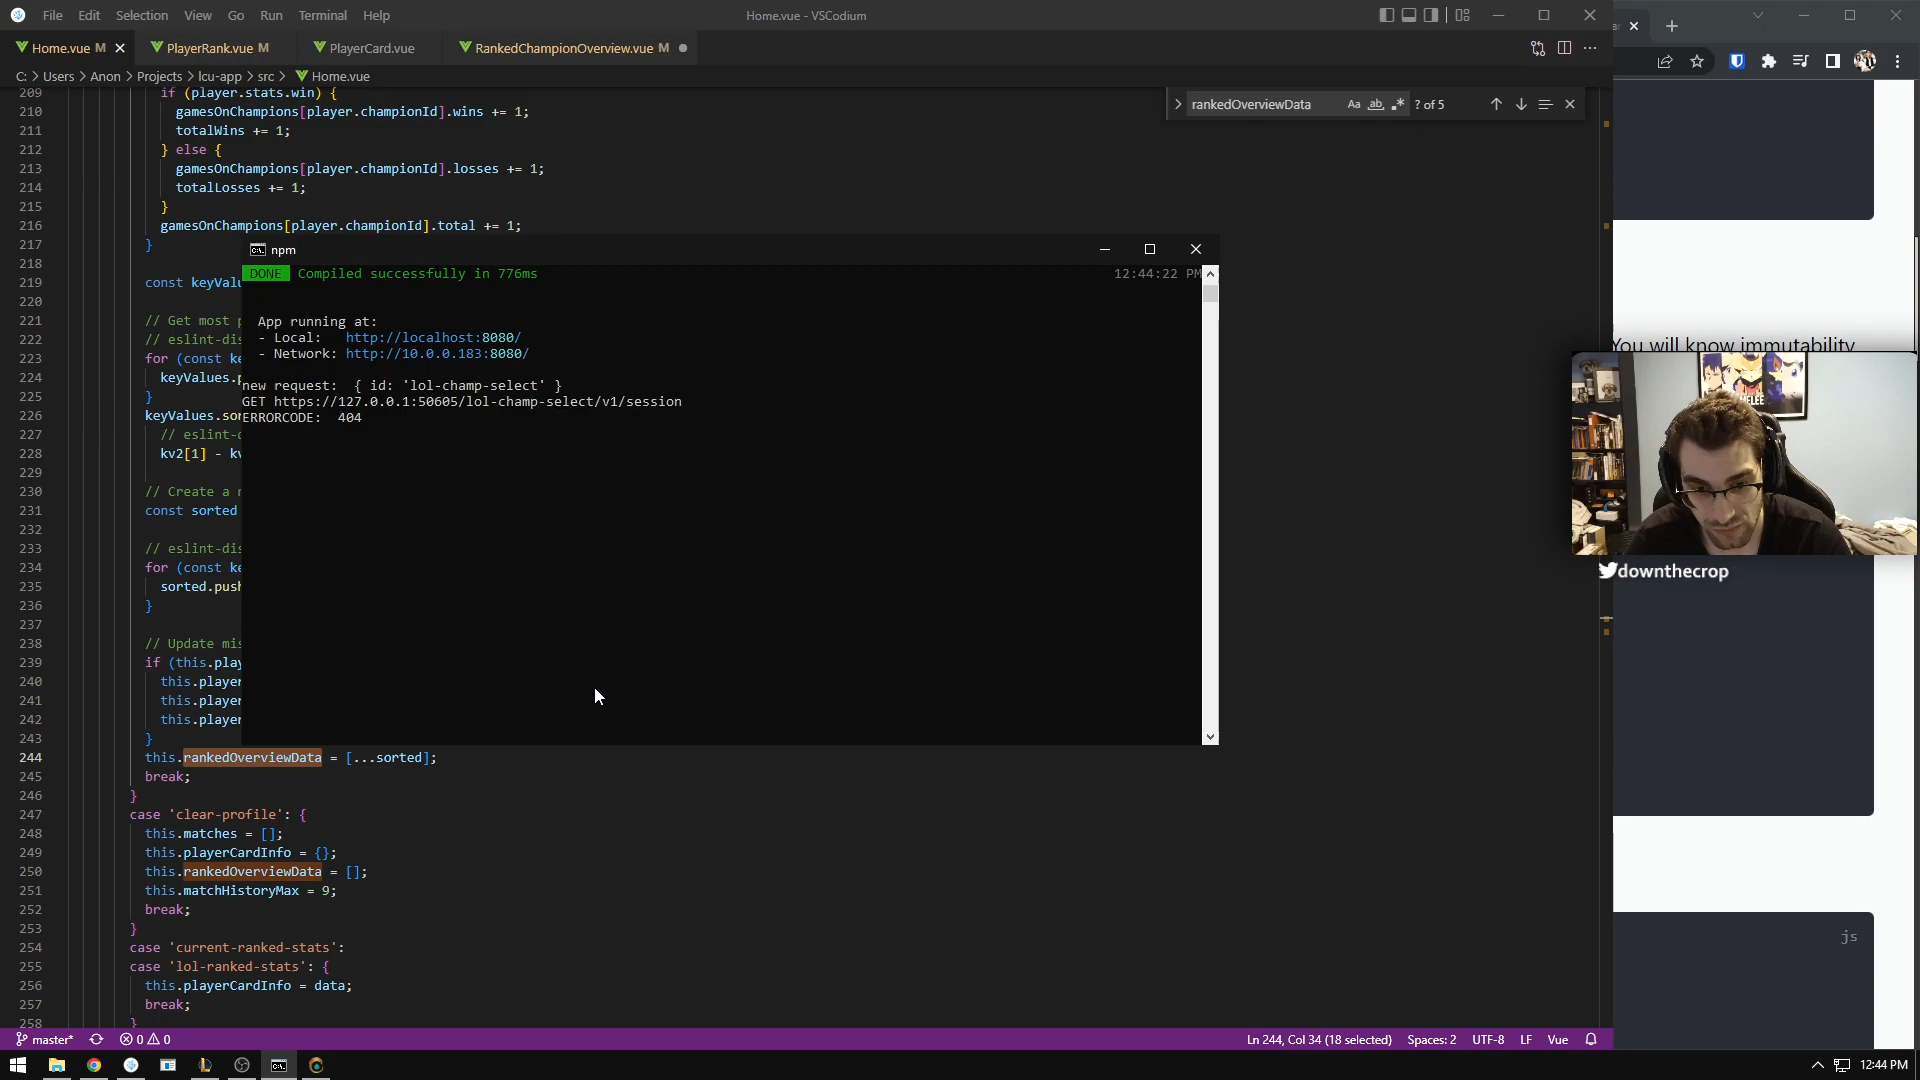 File Edit Selection View Go Run Terminal Help
Home.vue - VSCodium
Home.vue M
PlayerRank.vue M
PlayerCard.vue
RankedChampionOverview.vue M
C: > Users > Anon > Projects > lcu-app > src > Home.vue
rankedOverviewData
Aa
ab
? of 5
209 if (player.stats.win) {
210 gamesOnChampions[player.championId].wins += 1;
211 totalWins += 1;
212 } else {
213 gamesOnChampions[player.championId].losses += 1;
214 totalLosses += 1;
215 }
216 gamesOnChampions[player.championId].total += 1;
217 }
218
219 const keyValu
220
221 // Get most p
222 // eslint-dis
223 for (const ke
224 keyValues.p
225 }
226 keyValues.sor
227 // eslint-d
228 kv2[1] - kv
229
230 // Create a n
231 const sorted
232
233 // eslint-dis
234 for (const ke
235 sorted.push
236 }
237
238 // Update mis
239 if (this.play
240 this.player
241 this.player
242 this.player
243 }
244 this.rankedOverviewData = [...sorted];
245 break;
246 }
247 case 'clear-profile': {
248 this.matches = [];
249 this.playerCardInfo = {};
250 this.rankedOverviewData = [];
251 this.matchHistoryMax = 9;
252 break;
253 }
254 case 'current-ranked-stats':
255 case 'lol-ranked-stats': {
256 this.playerCardInfo = data;
257 break;
258 }
npm
DONE Compiled successfully in 776ms
12:44:22 PM
App running at:
- Local: http://localhost:8080/
- Network: http://10.0.0.183:8080/
new request: { id: 'lol-champ-select' }
GET https://127.0.0.1:50605/lol-champ-select/v1/session
ERRORCODE: 404
You will know immutability
downthecrop
js
master*
0 0
Ln 244, Col 34 (18 selected)
Spaces: 2
UTF-8
LF
Vue
12:44 PM